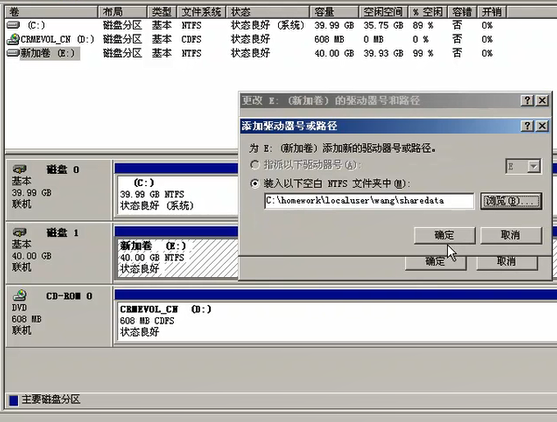 卷 布局 类型 文件系统 状态 容量 空闲空间 % 空闲 容错 开销
(C:) 磁盘分区 基本 NTFS 状态良好 (系统) 39.99 GB 35.75 GB 89 % 否 0%
CRMEVOL_CN (D:) 磁盘分区 基本 CDFS 状态良好 608 MB 0 MB 0 % 否 0%
新加卷 (E:) 磁盘分区 基本 NTFS 状态良好 40.00 GB 39.93 GB 99 % 否 0%
更改 E: (新加卷) 的驱动器号和路径
添加驱动器号或路径
为 E: (新加卷) 添加新的驱动器号或路径。
指派以下驱动器号(A):
E
装入以下空白 NTFS 文件夹中(M):
C:\homework\localuser\wang\sharedata
浏览(B)...
确定 取消
确定 取消
磁盘 0
基本
39.99 GB
联机
(C:)
39.99 GB NTFS
状态良好 (系统)
磁盘 1
基本
40.00 GB
联机
新加卷 (E:)
40.00 GB NTFS
状态良好
CD-ROM 0
DVD
608 MB
联机
CRMEVOL_CN (D:)
608 MB CDFS
状态良好
主要磁盘分区